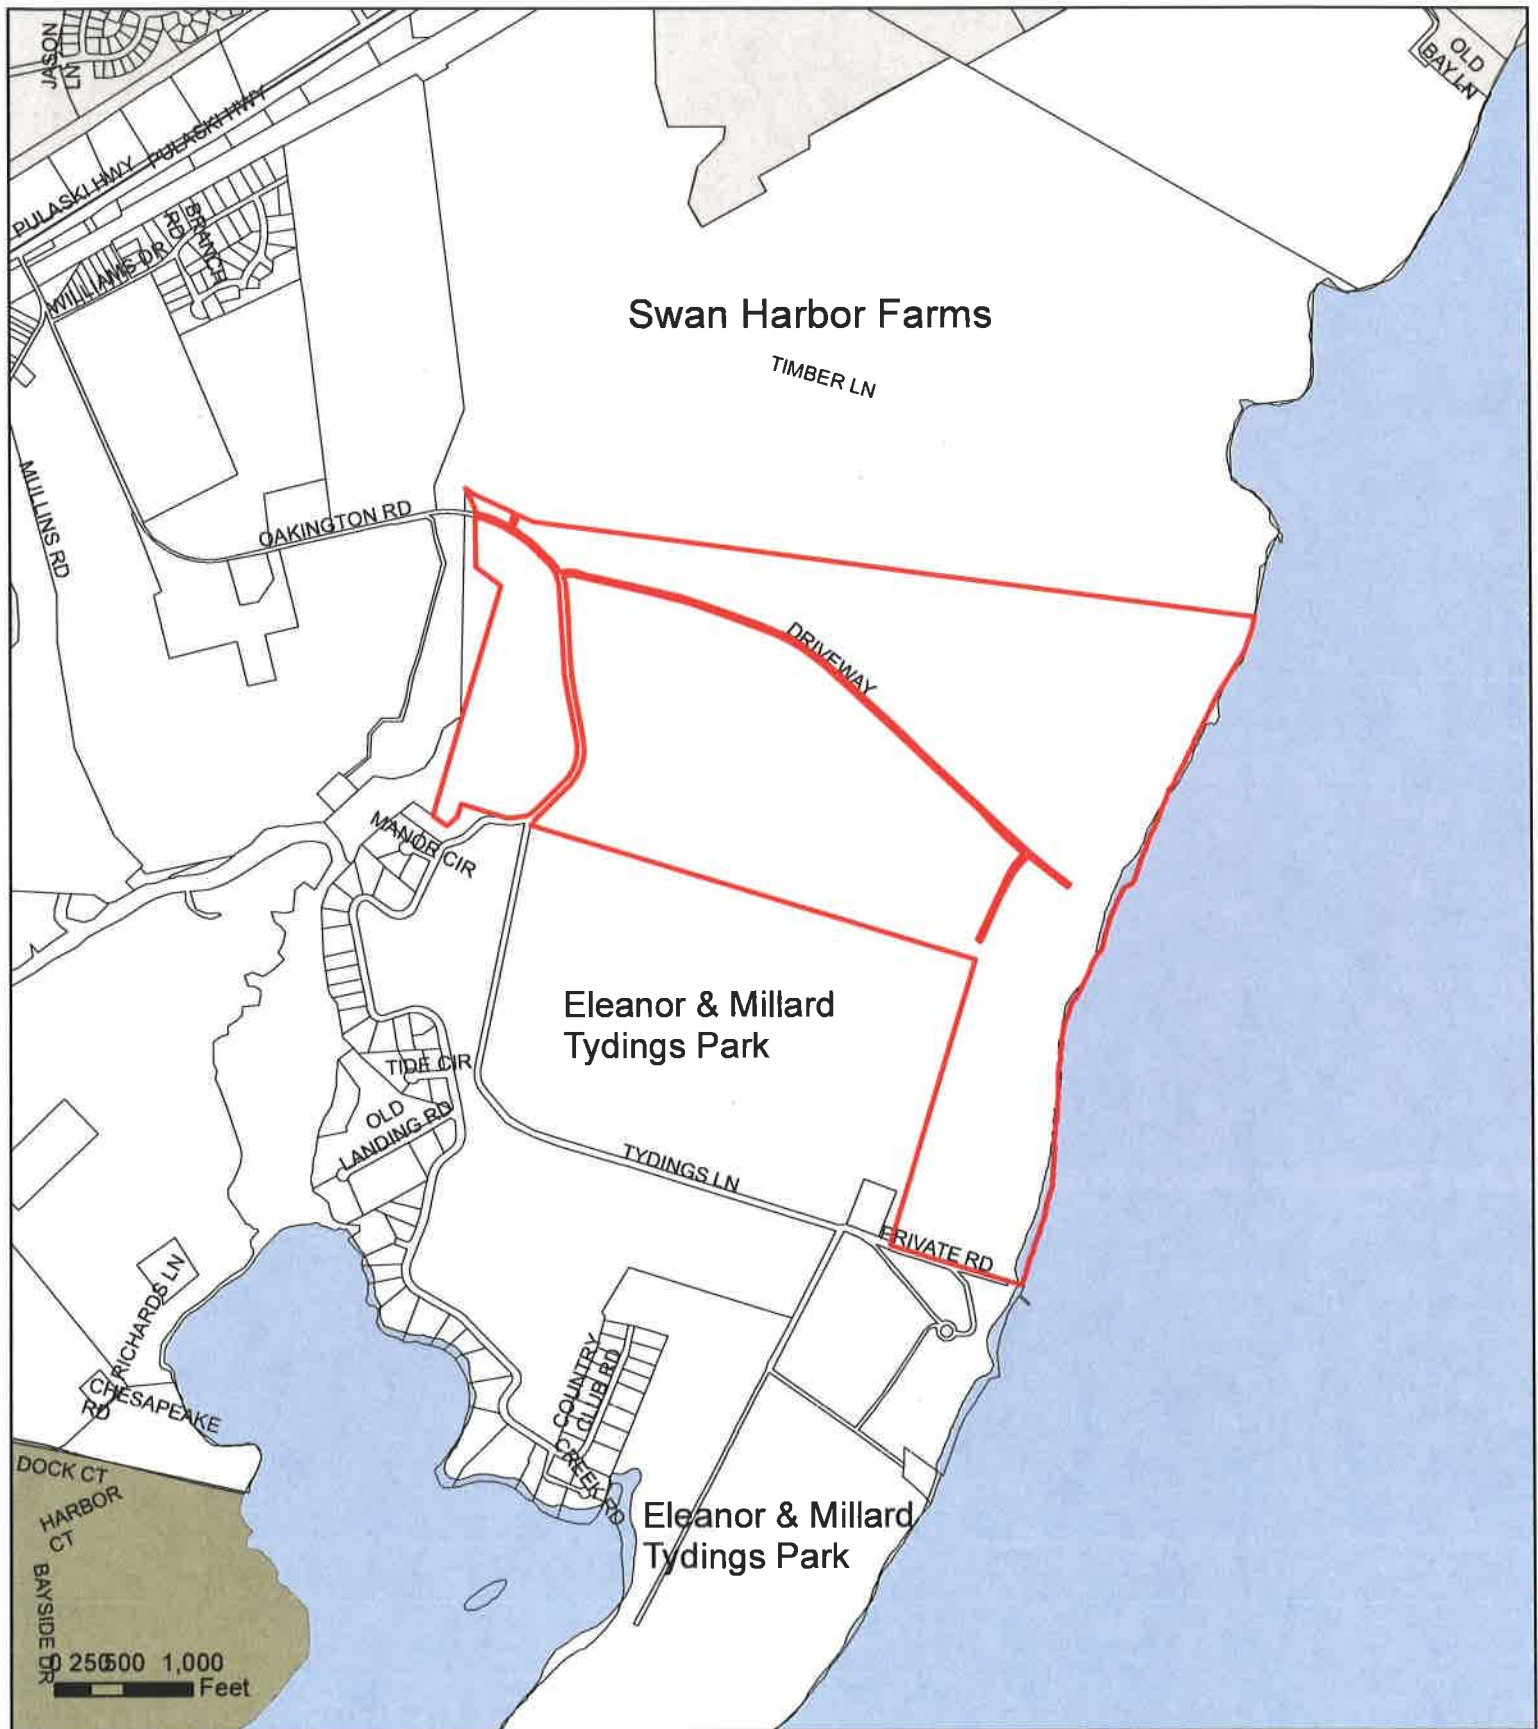 JASON
LN
OLD
BAY LN
PULASKI HWY
PULASKI HWY
BRANCH
RD
WILLIAMS DR
Swan Harbor Farms
TIMBER LN
MULLINS RD
OAKINGTON RD
DRIVEWAY
MANOR CIR
Eleanor & Millard
Tydings Park
TIDE CIR
OLD
LANDING RD
TYDINGS LN
PRIVATE RD
RICHARDS LN
CHESAPEAKE
RD
COUNTRY
CLUB RD
CREEK RD
DOCK CT
HARBOR
CT
BAYSIDE DR
Eleanor & Millard
Tydings Park
0 250 500 1,000
Feet